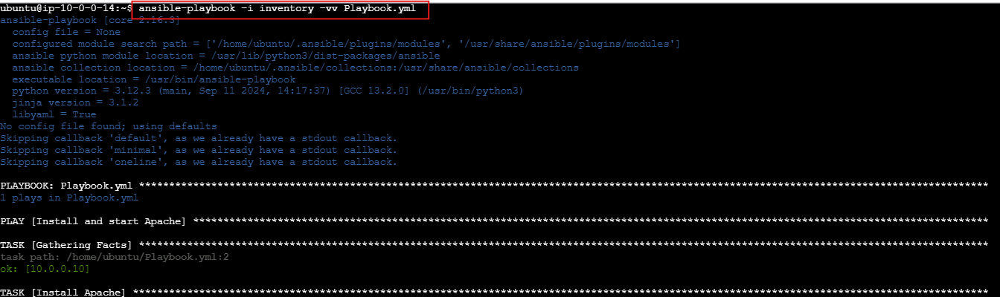 ubuntu@ip-10-0-0-14:~$ ansible-playbook -i inventory -vv Playbook.yml
ansible-playbook [core 2.16.3]
  config file = None
  configured module search path = ['/home/ubuntu/.ansible/plugins/modules', '/usr/share/ansible/plugins/modules']
  ansible python module location = /usr/lib/python3/dist-packages/ansible
  ansible collection location = /home/ubuntu/.ansible/collections:/usr/share/ansible/collections
  executable location = /usr/bin/ansible-playbook
  python version = 3.12.3 (main, Sep 11 2024, 14:17:37) [GCC 13.2.0] (/usr/bin/python3)
  jinja version = 3.1.2
  libyaml = True
No config file found; using defaults
Skipping callback 'default', as we already have a stdout callback.
Skipping callback 'minimal', as we already have a stdout callback.
Skipping callback 'oneline', as we already have a stdout callback.
PLAYBOOK: Playbook.yml *********************************************************************************************************************************************
1 plays in Playbook.yml
PLAY [Install and start Apache] ************************************************************************************************************************************
TASK [Gathering Facts] *********************************************************************************************************************************************
task path: /home/ubuntu/Playbook.yml:2
ok: [10.0.0.10]
TASK [Install Apache] **********************************************************************************************************************************************